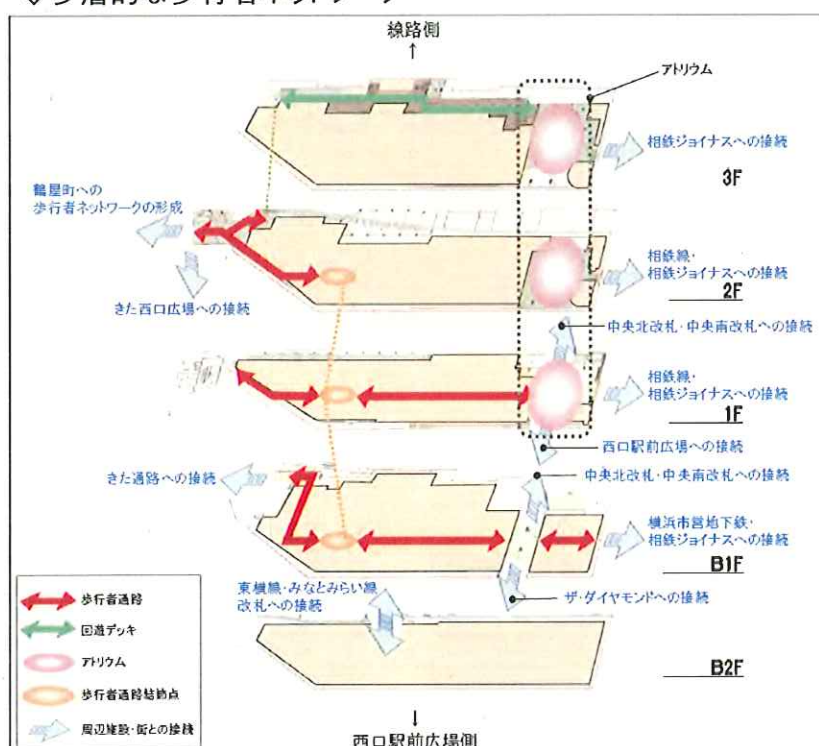 ◇多層的な歩行者ネットワーク
線路側
↑
アトリウム
相鉄ジョイナスへの接続
3F
鶴屋町への
歩行者ネットワークの形成
相鉄線・
相鉄ジョイナスへの接続
2F
きた西口広場への接続
中央北改札・中央南改札への接続
相鉄線・
相鉄ジョイナスへの接続
1F
西口駅前広場への接続
きた通路への接続
中央北改札・中央南改札への接続
横浜市営地下鉄・
相鉄ジョイナスへの接続
B1F
東横線・みなとみらい線
改札への接続
ザ・ダイヤモンドへの接続
B2F
歩行者通路
回遊デッキ
アトリウム
歩行者通路結節点
周辺施設・街との接続
↓
西口駅前広場側